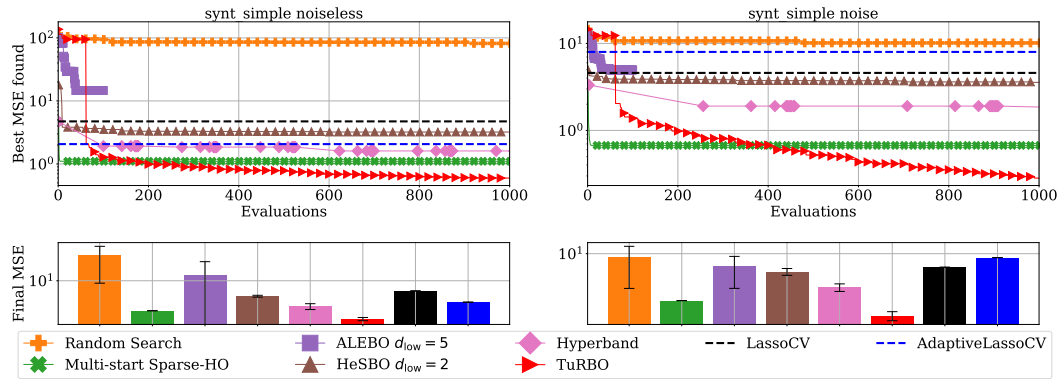 synt_simple noiseless
synt_simple noise
Best MSE found
10²
10¹
10⁰
10¹
10⁰
0 200 400 600 800 1000
0 200 400 600 800 1000
Evaluations
Evaluations
Final MSE
10¹
10¹
Random Search
ALEBO d_low = 5
Hyperband
LassoCV
AdaptiveLassoCV
Multi-start Sparse-HO
HeSBO d_low = 2
TuRBO